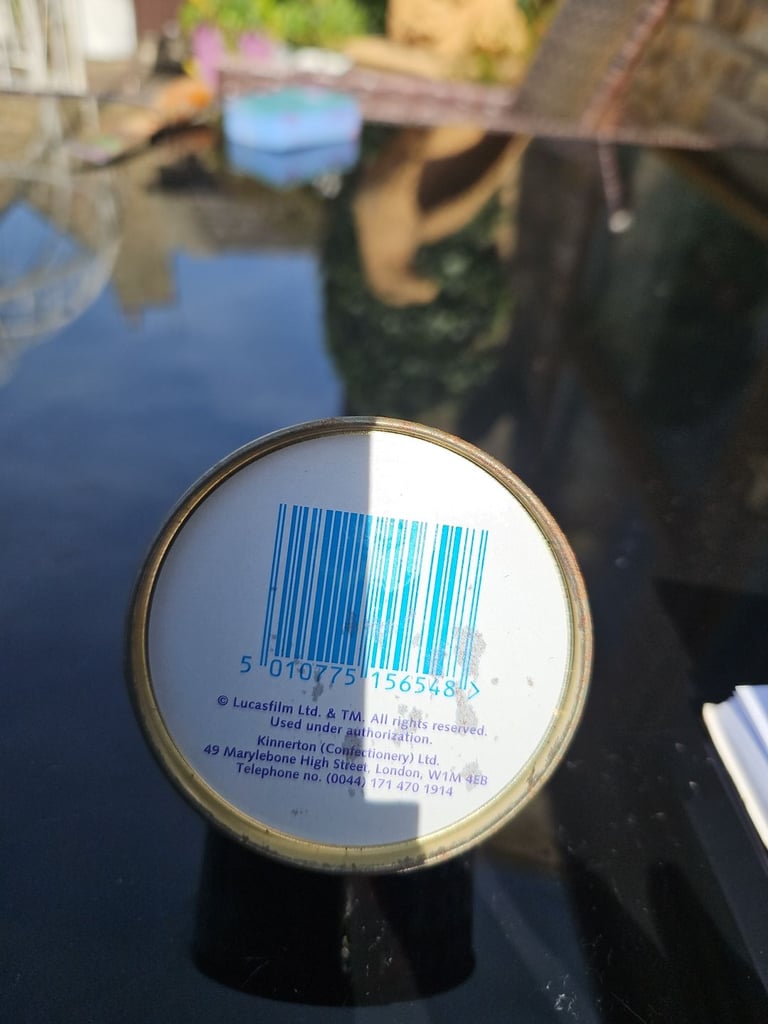 5 010775 156548 >
© Lucasfilm Ltd. & TM. All rights reserved.
Used under authorization.
Kinnerton (Confectionery) Ltd.
49 Marylebone High Street, London, W1M 4EB
Telephone no. (0044) 171 470 1914